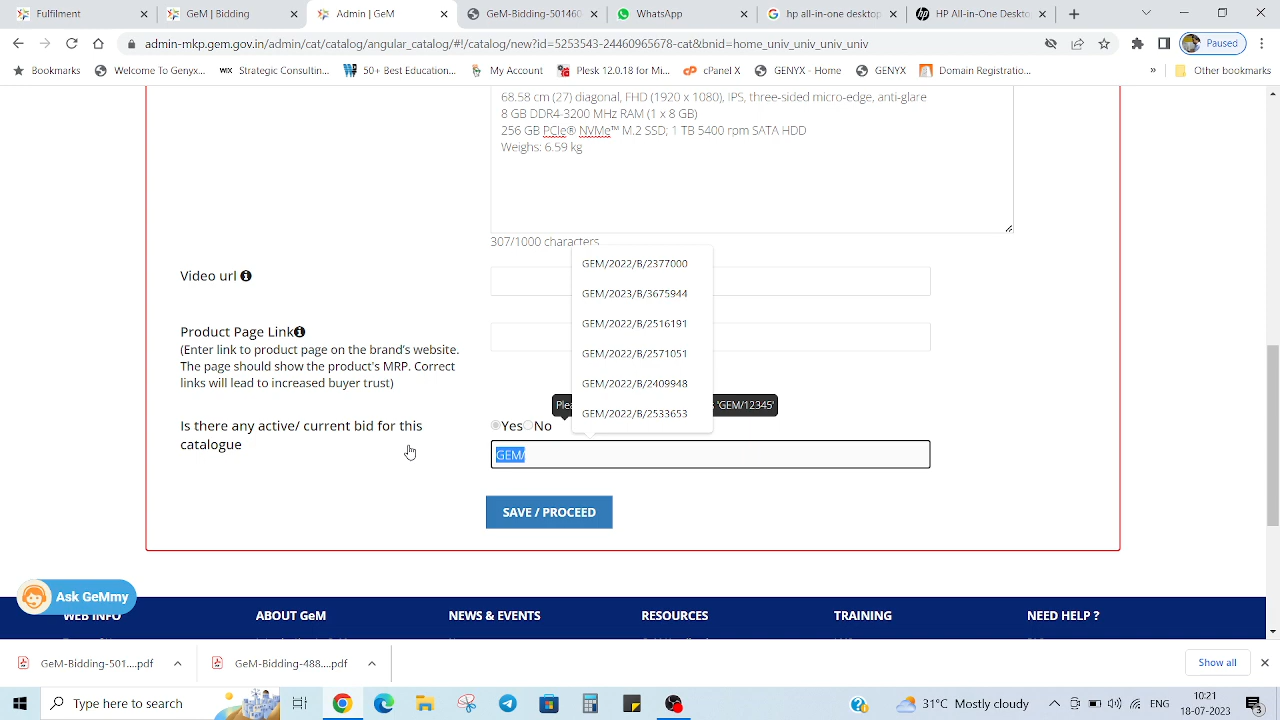 Fulfilment
GeM | Bidding
Admin | GeM
GeM-Bidding-501460
WhatsApp
hp all-in-one desktop
HP All-in-One Deskto
admin-mlp.gem.gov.in/admin/cat/catalog/angular_catalog/#!/catalog/new?id=5253543-24460965678-cat&bnid=home_univ_univ_univ_univ
Paused
Bookmarks
Welcome To Genyx...
Strategic Consultin...
50+ Best Education...
My Account
Plesk 12.0.18 for Mi...
cPanel X
GENYX - Home
GENYX
Domain Registratio...
»
Other bookmarks
68.58 cm (27) diagonal, FHD (1920 x 1080), IPS, three-sided micro-edge, anti-glare
8 GB DDR4-3200 MHz RAM (1 x 8 GB)
256 GB PCIe® NVMe™ M.2 SSD; 1 TB 5400 rpm SATA HDD
Weighs: 6.59 kg
307/1000 characters
GEM/2022/B/2377000
Video url
GEM/2023/B/3675944
GEM/2022/B/2516191
Product Page Link
(Enter link to product page on the brand's website.
The page should show the product's MRP. Correct
links will lead to increased buyer trust)
GEM/2022/B/2571051
GEM/2022/B/2409948
'GEM/12345'
GEM/2022/B/2533653
Is there any active/ current bid for this
catalogue
Yes No
GEM/
SAVE / PROCEED
Ask GeMmy
WEB INFO
ABOUT GeM
NEWS & EVENTS
RESOURCES
TRAINING
NEED HELP ?
GeM-Bidding-501....pdf
GeM-Bidding-488....pdf
Show all
Type here to search
31°C Mostly cloudy
ENG
10:21
18-07-2023
3